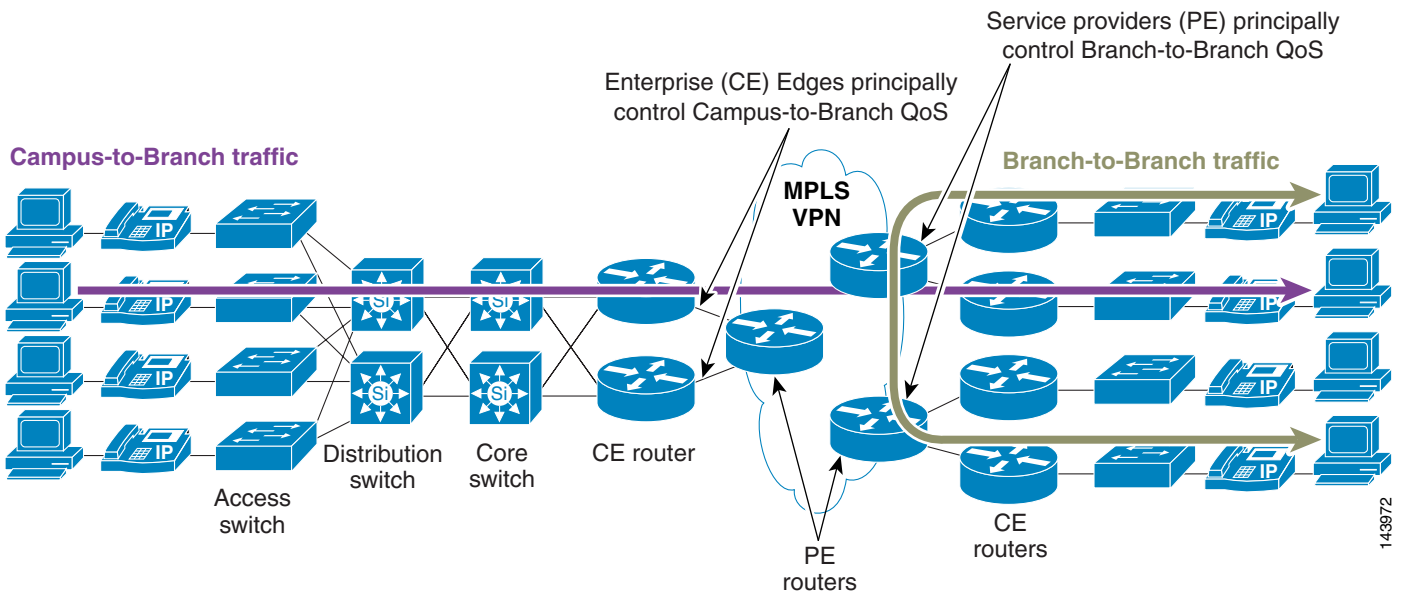 Service providers (PE) principally
control Branch-to-Branch QoS
Enterprise (CE) Edges principally
control Campus-to-Branch QoS
Campus-to-Branch traffic
Branch-to-Branch traffic
MPLS
VPN
IP
IP
IP
IP
IP
IP
IP
IP
Si
Si
Si
Si
Distribution
switch
Core
switch
CE router
Access
switch
CE
routers
PE
routers
143972